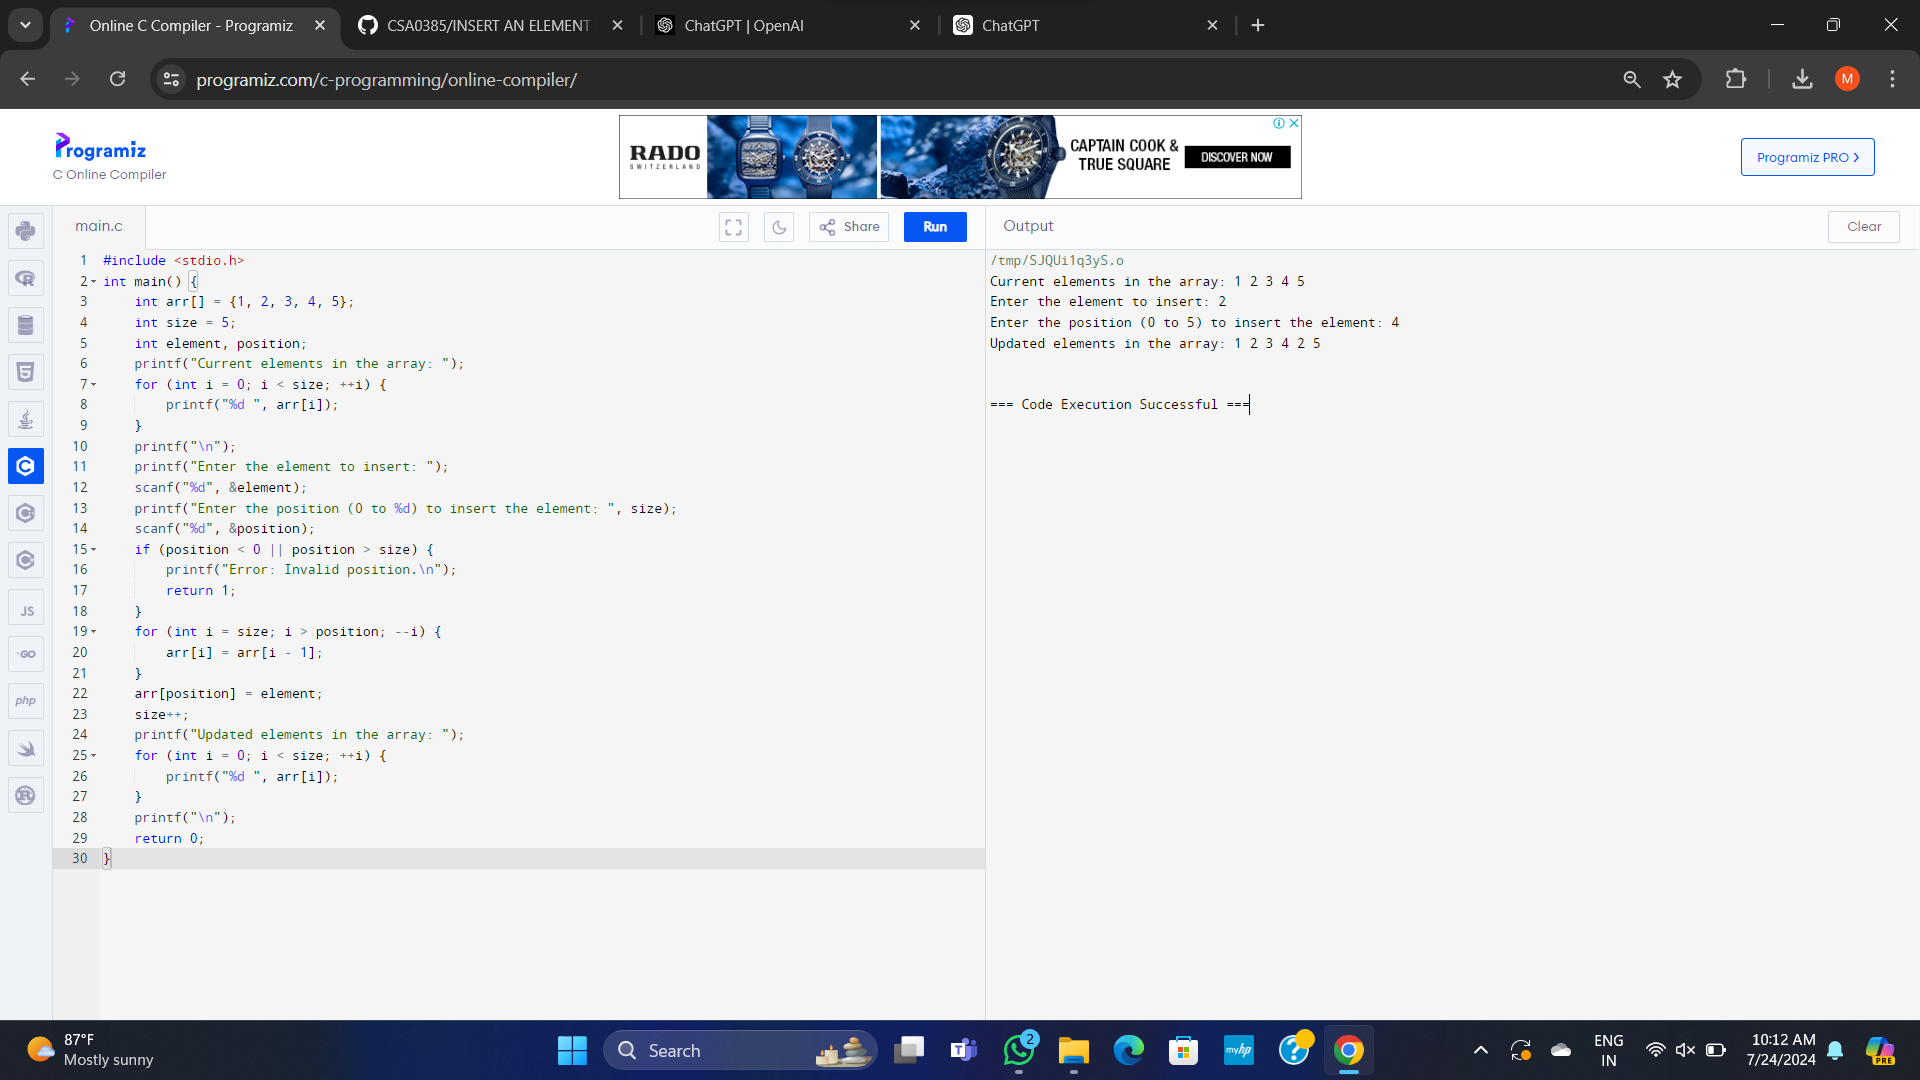 Online C Compiler - Programiz
CSA0385/INSERT AN ELEMENT
ChatGPT | OpenAI
ChatGPT
programiz.com/c-programming/online-compiler/
M
Programiz
C Online Compiler
RADO
SWITZERLAND
CAPTAIN COOK &
TRUE SQUARE
DISCOVER NOW
Programiz PRO
main.c
Share
Run
Output
Clear
1 #include <stdio.h>
2 int main() {
3 int arr[] = {1, 2, 3, 4, 5};
4 int size = 5;
5 int element, position;
6 printf("Current elements in the array: ");
7 for (int i = 0; i < size; ++i) {
8 printf("%d ", arr[i]);
9 }
10 printf("\n");
11 printf("Enter the element to insert: ");
12 scanf("%d", &element);
13 printf("Enter the position (0 to %d) to insert the element: ", size);
14 scanf("%d", &position);
15 if (position < 0 || position > size) {
16 printf("Error: Invalid position.\n");
17 return 1;
18 }
19 for (int i = size; i > position; --i) {
20 arr[i] = arr[i - 1];
21 }
22 arr[position] = element;
23 size++;
24 printf("Updated elements in the array: ");
25 for (int i = 0; i < size; ++i) {
26 printf("%d ", arr[i]);
27 }
28 printf("\n");
29 return 0;
30 }
/tmp/SJQUi1q3yS.o
Current elements in the array: 1 2 3 4 5
Enter the element to insert: 2
Enter the position (0 to 5) to insert the element: 4
Updated elements in the array: 1 2 3 4 2 5
=== Code Execution Successful ===
JS
GO
php
87°F
Mostly sunny
Search
T
2
myhp
?
ENG
IN
10:12 AM
7/24/2024
PRE